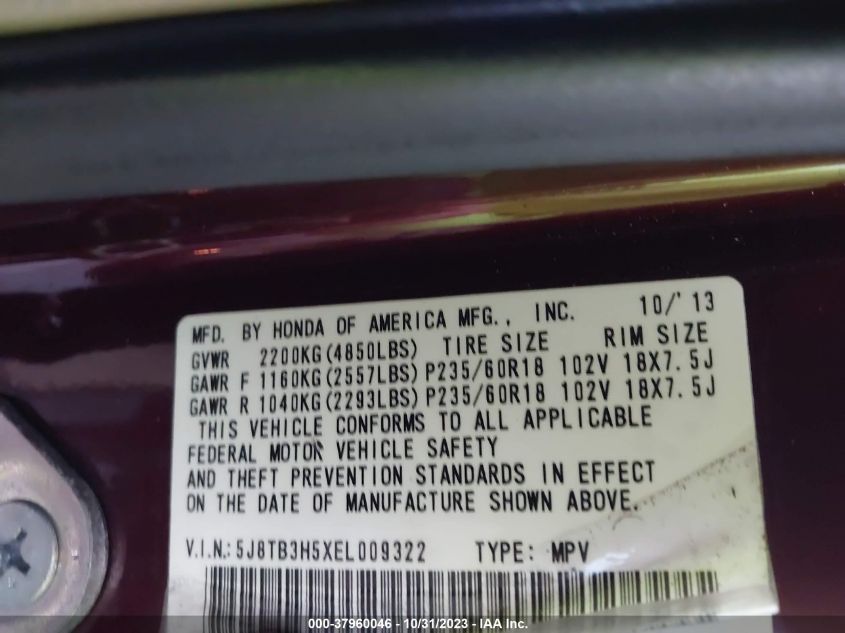 MFD. BY HONDA OF AMERICA MFG., INC. 10/'13
GVWR 2200KG(4850LBS) TIRE SIZE RIM SIZE
GAWR F 1160KG(2557LBS) P235/60R18 102V 18X7.5J
GAWR R 1040KG(2293LBS) P235/60R18 102V 18X7.5J
THIS VEHICLE CONFORMS TO ALL APPLICABLE
FEDERAL MOTOR VEHICLE SAFETY
AND THEFT PREVENTION STANDARDS IN EFFECT
ON THE DATE OF MANUFACTURE SHOWN ABOVE.
V.I.N.: 5J8TB3H5XEL009322 TYPE: MPV
000-37960046 - 10/31/2023 - IAA Inc.